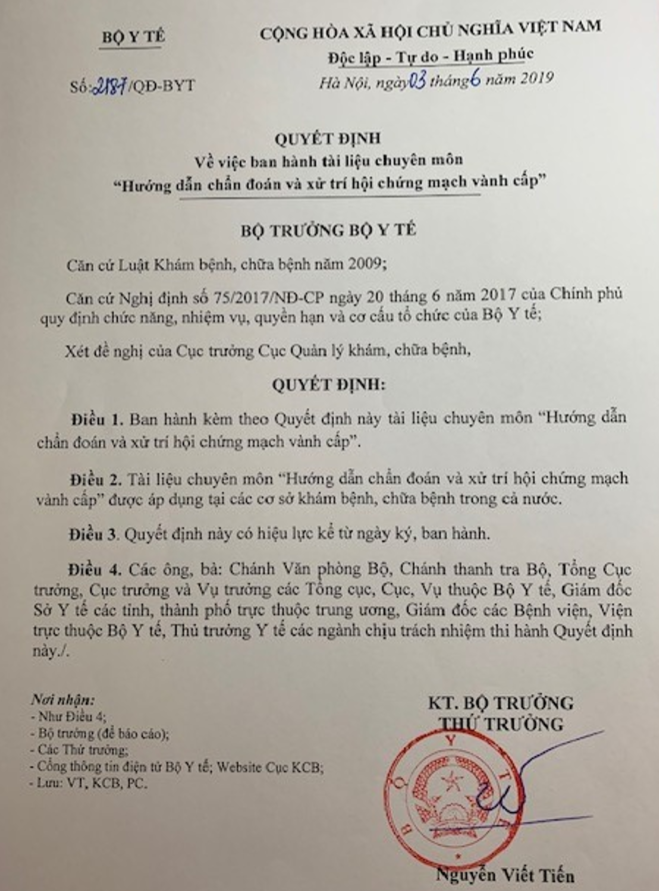 BỘ Y TẾ
CỘNG HÒA XÃ HỘI CHỦ NGHĨA VIỆT NAM
Độc lập - Tự do - Hạnh phúc
Số: 2187/QĐ-BYT
Hà Nội, ngày 03 tháng 6 năm 2019
QUYẾT ĐỊNH
Về việc ban hành tài liệu chuyên môn
“Hướng dẫn chẩn đoán và xử trí hội chứng mạch vành cấp”
BỘ TRƯỞNG BỘ Y TẾ
Căn cứ Luật Khám bệnh, chữa bệnh năm 2009;
Căn cứ Nghị định số 75/2017/NĐ-CP ngày 20 tháng 6 năm 2017 của Chính phủ
quy định chức năng, nhiệm vụ, quyền hạn và cơ cấu tổ chức của Bộ Y tế;
Xét đề nghị của Cục trưởng Cục Quản lý khám, chữa bệnh,
QUYẾT ĐỊNH:
Điều 1. Ban hành kèm theo Quyết định này tài liệu chuyên môn “Hướng dẫn
chẩn đoán và xử trí hội chứng mạch vành cấp”.
Điều 2. Tài liệu chuyên môn “Hướng dẫn chẩn đoán và xử trí hội chứng mạch
vành cấp” được áp dụng tại các cơ sở khám bệnh, chữa bệnh trong cả nước.
Điều 3. Quyết định này có hiệu lực kể từ ngày ký, ban hành.
Điều 4. Các ông, bà: Chánh Văn phòng Bộ, Chánh thanh tra Bộ, Tổng Cục
trưởng, Cục trưởng và Vụ trưởng các Tổng cục, Cục, Vụ thuộc Bộ Y tế, Giám đốc
Sở Y tế các tỉnh, thành phố trực thuộc trung ương, Giám đốc các Bệnh viện, Viện
trực thuộc Bộ Y tế, Thủ trưởng Y tế các ngành chịu trách nhiệm thi hành Quyết định
này./.
Nơi nhận:
- Như Điều 4;
- Bộ trưởng (để báo cáo);
- Các Thứ trưởng;
- Cổng thông tin điện tử Bộ Y tế; Website Cục KCB;
- Lưu: VT, KCB, PC.
KT. BỘ TRƯỞNG
THỨ TRƯỞNG
BỘ Y TẾ
Nguyễn Viết Tiến